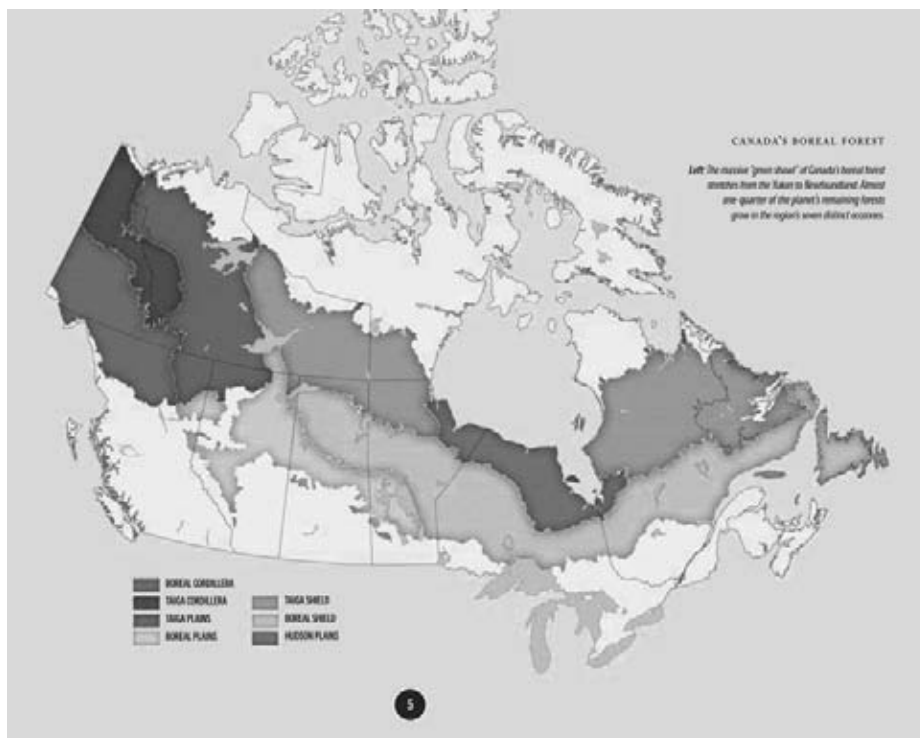 CANADA'S BOREAL FOREST
Left: The massive "green shawl" of Canada's boreal forest
stretches from the Yukon to Newfoundland. Almost
one-quarter of the planet's remaining forests
grow in the region's seven distinct ecozones.
BOREAL CORDILLERA
TAIGA CORDILLERA
TAIGA PLAINS
BOREAL PLAINS
TAIGA SHIELD
BOREAL SHIELD
HUDSON PLAINS
5